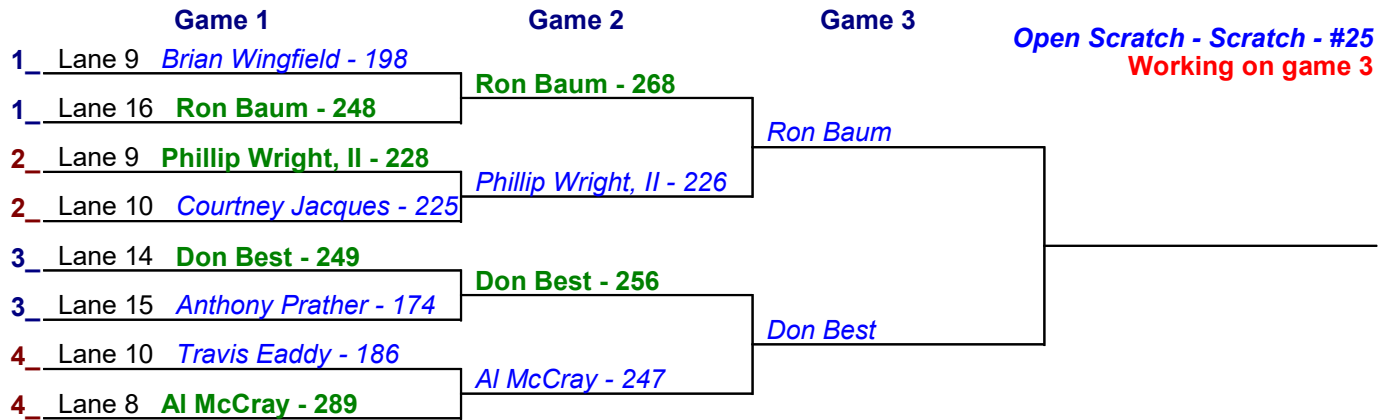 Game 1 Game 2 Game 3
Open Scratch - Scratch - #25
Working on game 3
1_ Lane 9 Brian Wingfield - 198
Ron Baum - 268
1_ Lane 16 Ron Baum - 248
Ron Baum
2_ Lane 9 Phillip Wright, II - 228
Phillip Wright, II - 226
2_ Lane 10 Courtney Jacques - 225
3_ Lane 14 Don Best - 249
Don Best - 256
3_ Lane 15 Anthony Prather - 174
Don Best
4_ Lane 10 Travis Eaddy - 186
Al McCray - 247
4_ Lane 8 Al McCray - 289